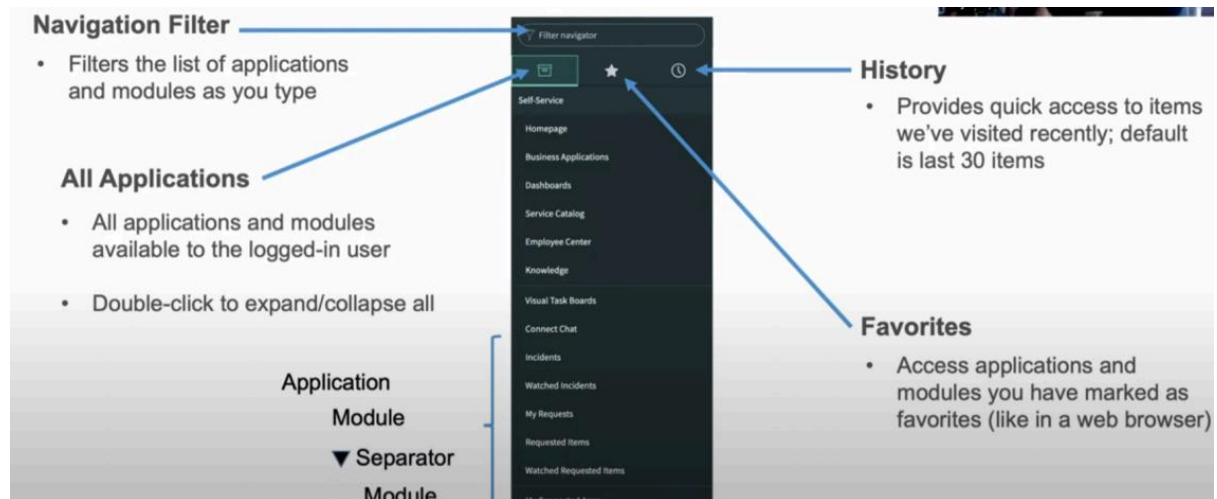 Navigation Filter
• Filters the list of applications
and modules as you type
All Applications
• All applications and modules
available to the logged-in user
• Double-click to expand/collapse all
Application
Module
▼ Separator
Module
Filter navigator
Self-Service
Homepage
Business Applications
Dashboards
Service Catalog
Employee Center
Knowledge
Visual Task Boards
Connect Chat
Incidents
Watched Incidents
My Requests
Requested Items
Watched Requested Items
History
• Provides quick access to items
we've visited recently; default
is last 30 items
Favorites
• Access applications and
modules you have marked as
favorites (like in a web browser)